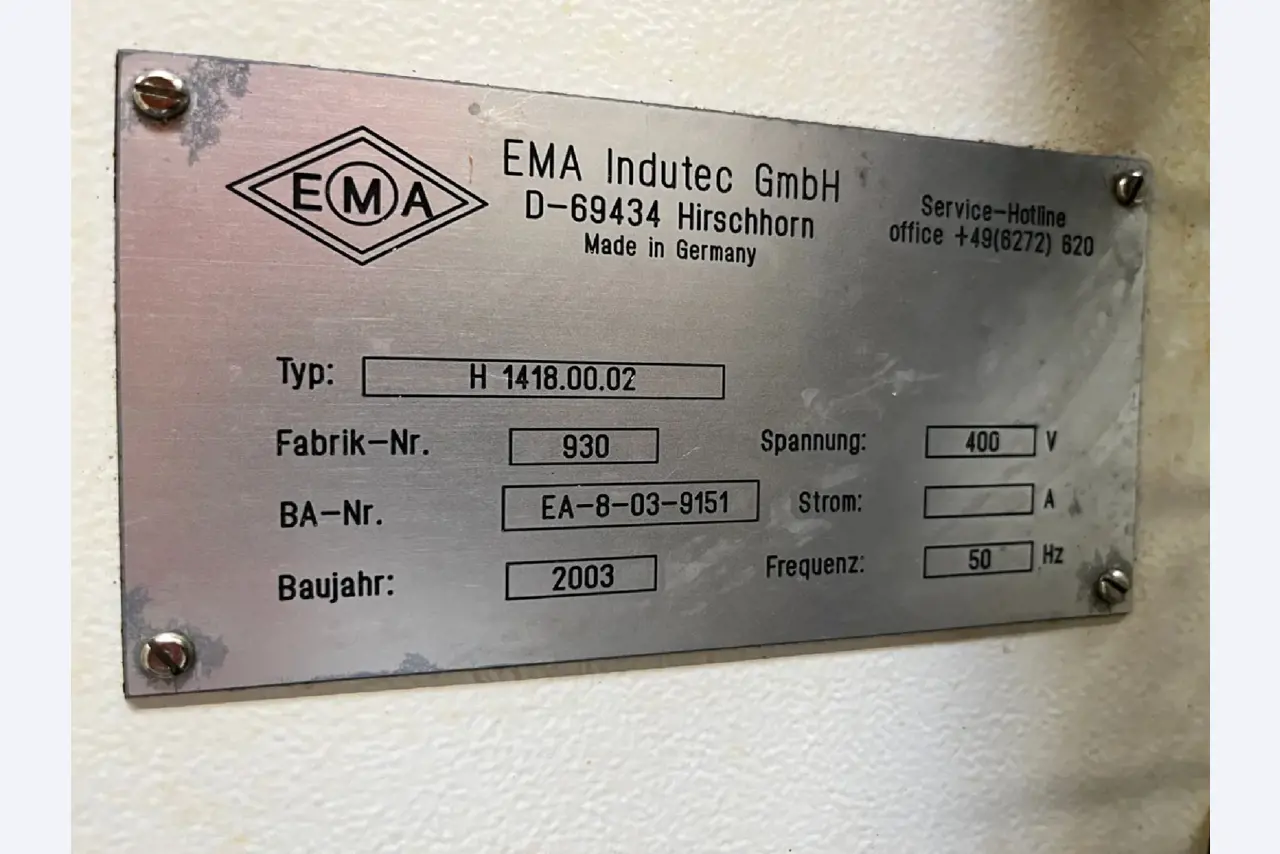 EMA
EMA Indutec GmbH
D-69434 Hirschhorn
Made in Germany
Service-Hotline
office +49(6272) 620
Typ: H 1418.00.02
Fabrik-Nr. 930
Spannung: 400 V
BA-Nr. EA-8-03-9151
Strom: A
Baujahr: 2003
Frequenz: 50 Hz